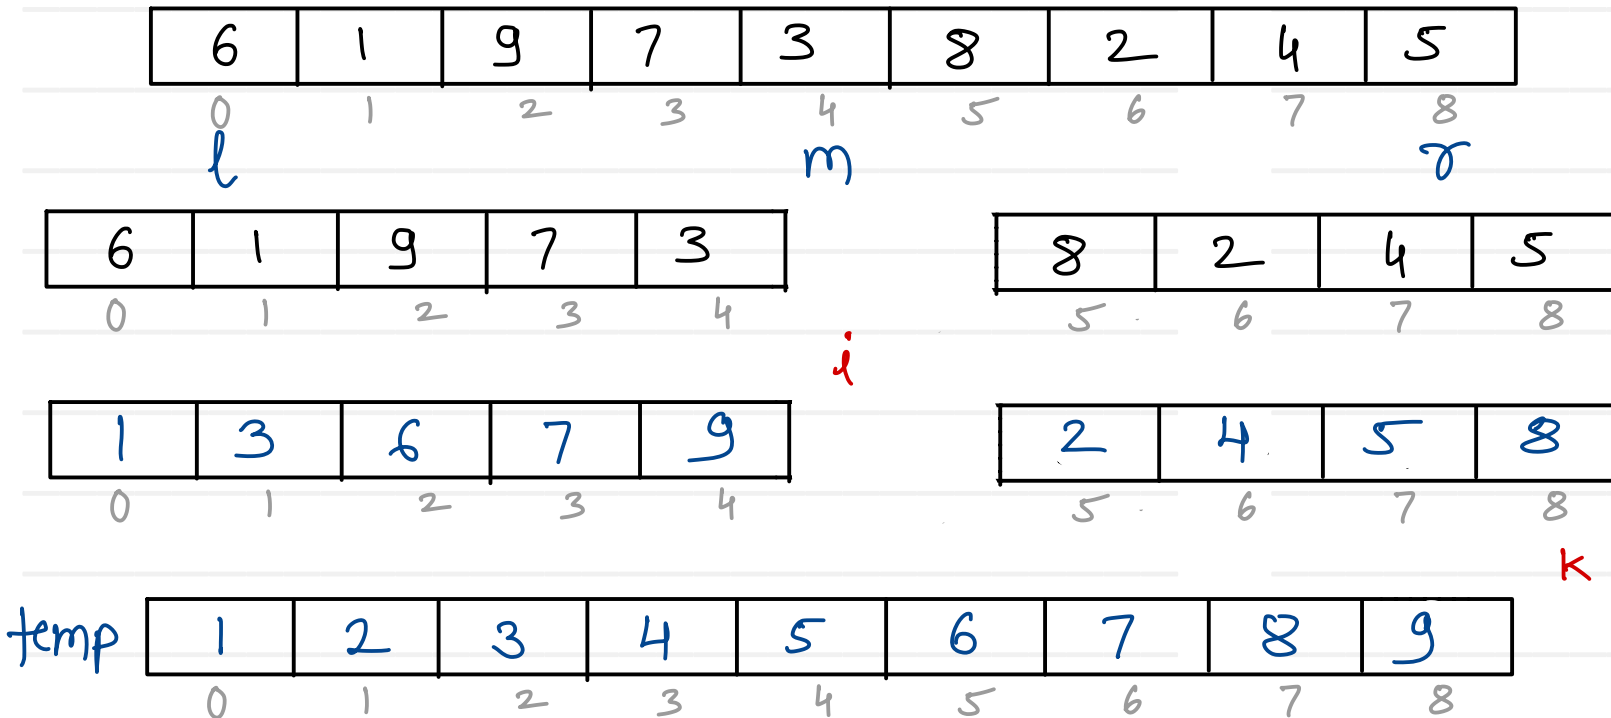 6 1 9 7 3 8 2 4 5
0 1 2 3 4 5 6 7 8
l m r
6 1 9 7 3 8 2 4 5
0 1 2 3 4 5 6 7 8
i
1 3 6 7 9 2 4 5 8
0 1 2 3 4 5 6 7 8
k
temp 1 2 3 4 5 6 7 8 9
0 1 2 3 4 5 6 7 8